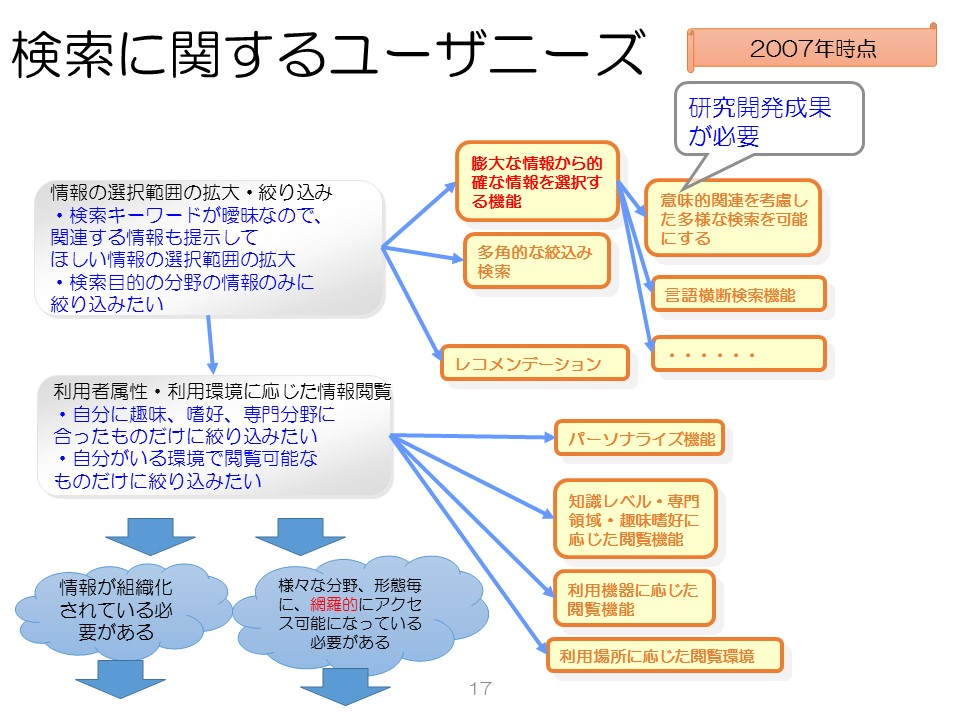 検索に関するユーザニーズ
2007年時点
研究開発成果
が必要
情報の選択範囲の拡大・絞り込み
・検索キーワードが曖昧なので、
関連する情報も提示して
ほしい情報の選択範囲の拡大
・検索目的の分野の情報のみに
絞り込みたい
膨大な情報から的
確な情報を選択す
る機能
多角的な絞込み
検索
レコメンデーション
意味的関連を考慮し
た多様な検索を可能
にする
言語横断検索機能
・・・・・・
利用者属性・利用環境に応じた情報閲覧
・自分に趣味、嗜好、専門分野に
合ったものだけに絞り込みたい
・自分がいる環境で閲覧可能な
ものだけに絞り込みたい
パーソナライズ機能
知識レベル・専門
領域・趣味嗜好に
応じた閲覧機能
利用機器に応じた
閲覧機能
利用場所に応じた閲覧環境
情報が組織化
されている必
要がある
様々な分野、形態毎
に、網羅的にアクセ
ス可能になっている
必要がある
17